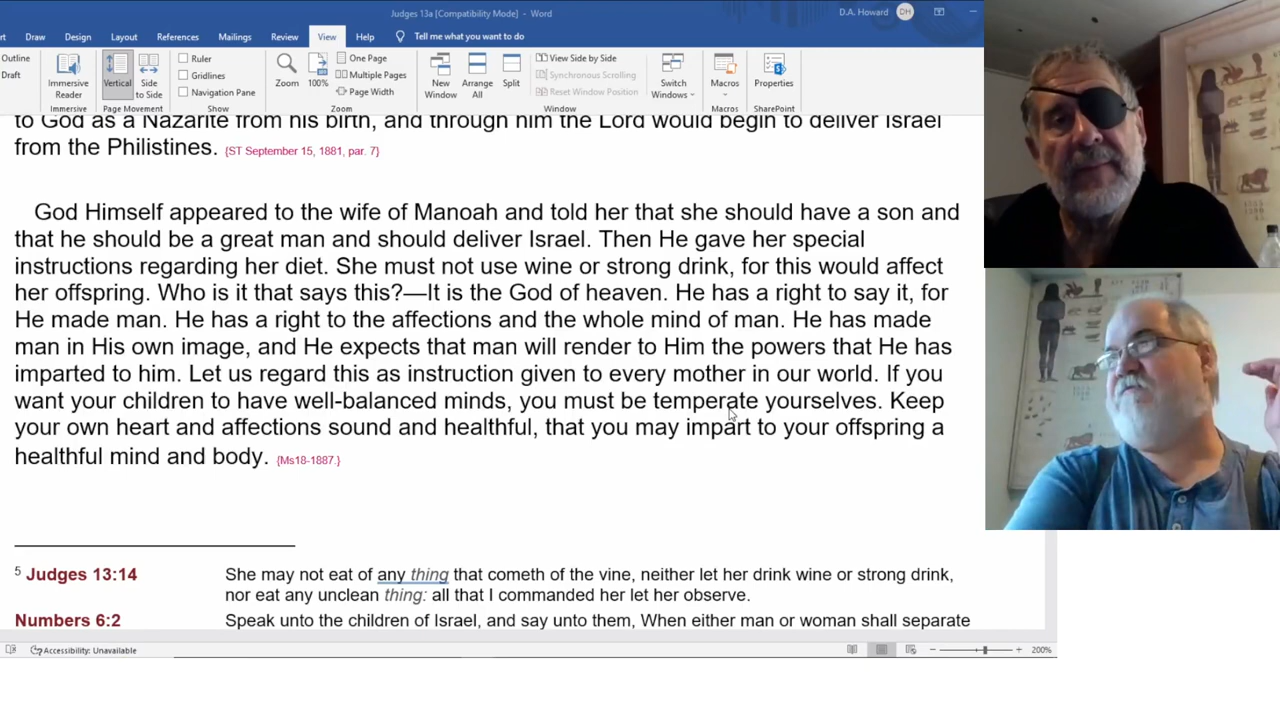 Judges 13a [Compatibility Mode] - Word
D.A. Howard DH
rt Draw Design Layout References Mailings Review View Help Tell me what you want to do
Outline
Draft
Immersive
Reader
Immersive
Vertical
Side
to Side
Page Movement
Ruler
Gridlines
Navigation Pane
Show
Zoom
100%
One Page
Multiple Pages
Page Width
Zoom
New
Window
Arrange
All
Split
View Side by Side
Synchronous Scrolling
Reset Window Position
Switch
Windows
Window
Macros
Macros
Properties
SharePoint
to God as a Nazarite from his birth, and through him the Lord would begin to deliver Israel
from the Philistines. {ST September 15, 1881, par. 7}
God Himself appeared to the wife of Manoah and told her that she should have a son and
that he should be a great man and should deliver Israel. Then He gave her special
instructions regarding her diet. She must not use wine or strong drink, for this would affect
her offspring. Who is it that says this?—It is the God of heaven. He has a right to say it, for
He made man. He has a right to the affections and the whole mind of man. He has made
man in His own image, and He expects that man will render to Him the powers that He has
imparted to him. Let us regard this as instruction given to every mother in our world. If you
want your children to have well-balanced minds, you must be temperate yourselves. Keep
your own heart and affections sound and healthful, that you may impart to your offspring a
healthful mind and body. {Ms18-1887.}
5 Judges 13:14 She may not eat of any thing that cometh of the vine, neither let her drink wine or strong drink,
nor eat any unclean thing: all that I commanded her let her observe.
Numbers 6:2 Speak unto the children of Israel, and say unto them, When either man or woman shall separate
Accessibility: Unavailable
200%